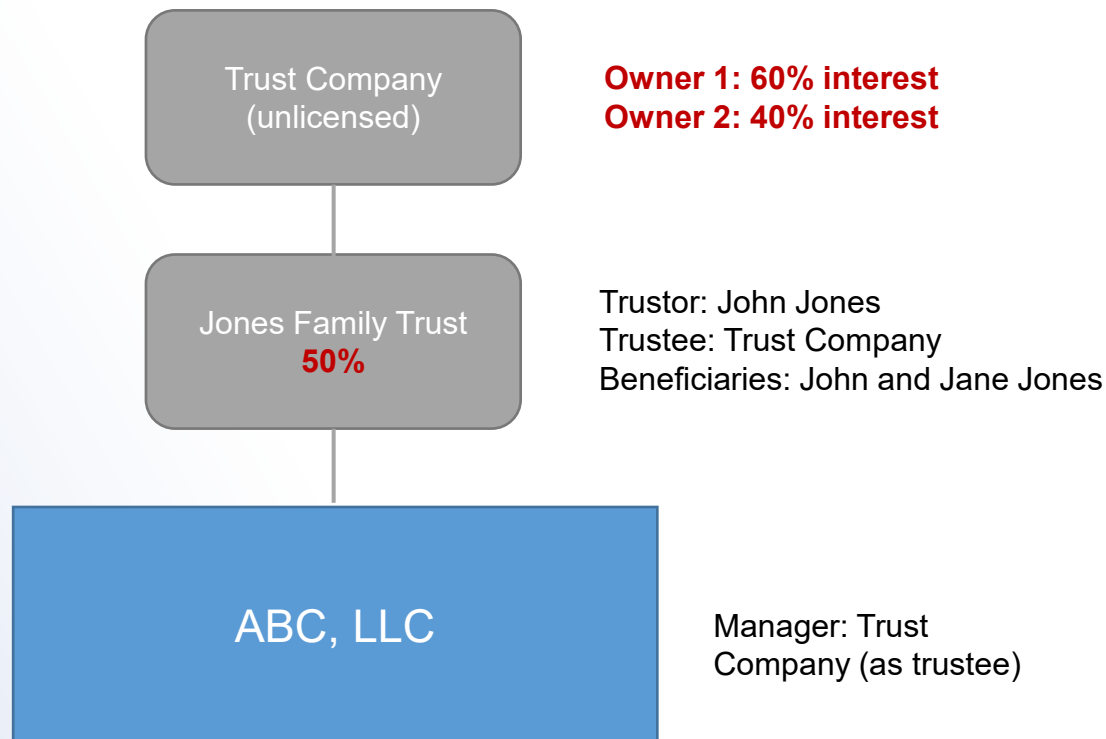 Trust Company
(unlicensed)
Owner 1: 60% interest
Owner 2: 40% interest
Jones Family Trust
50%
Trustor: John Jones
Trustee: Trust Company
Beneficiaries: John and Jane Jones
ABC, LLC
Manager: Trust
Company (as trustee)